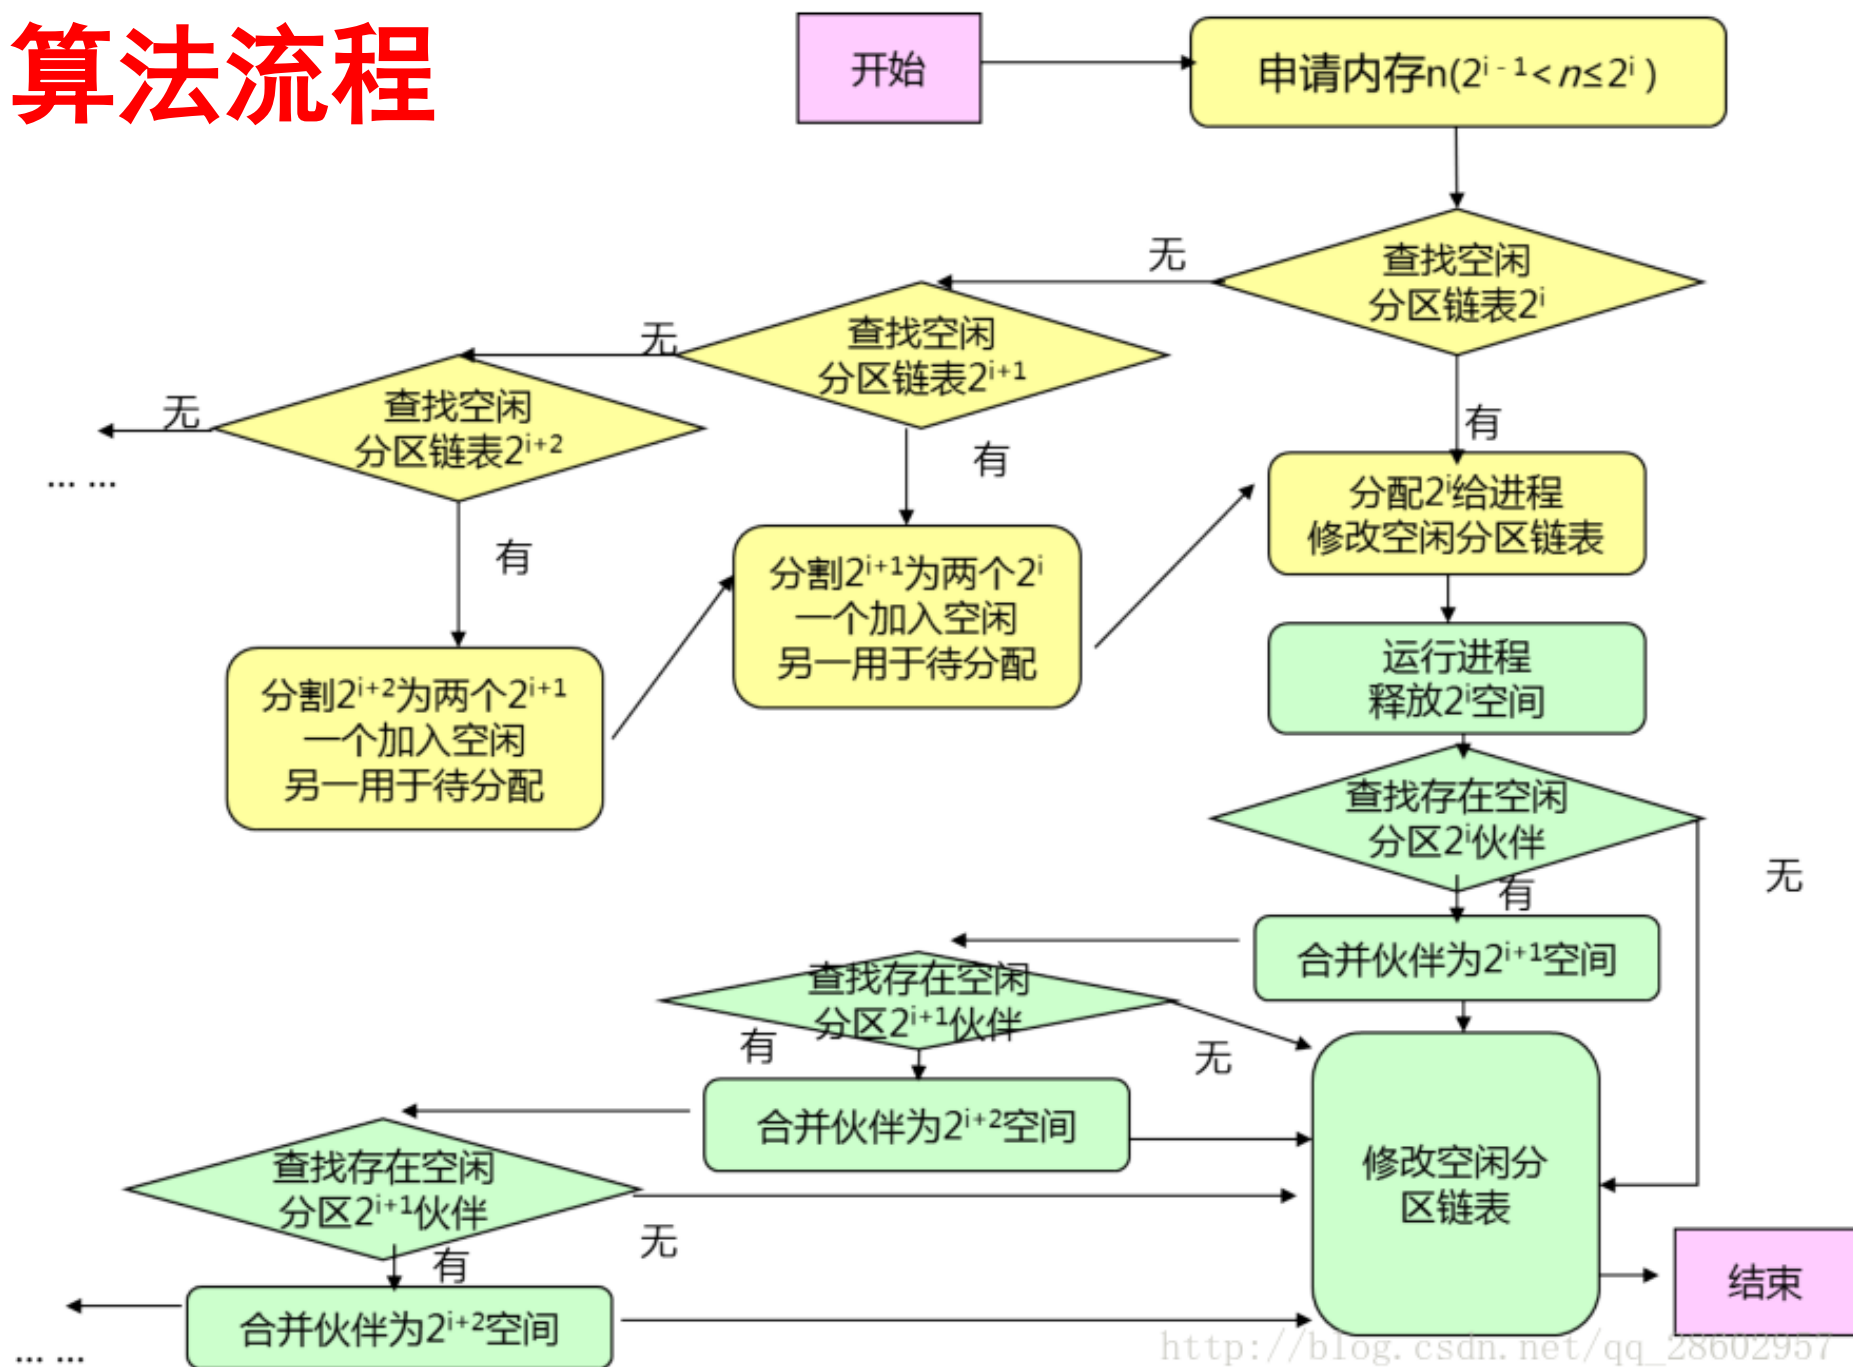 算法流程
开始
申请内存n(2ⁱ⁻¹<n≤2ⁱ )
无
查找空闲
分区链表2ⁱ
无
查找空闲
分区链表2ⁱ⁺¹
无
查找空闲
分区链表2ⁱ⁺²
... ...
有
有
有
分配2ⁱ给进程
修改空闲分区链表
分割2ⁱ⁺¹为两个2ⁱ
一个加入空闲
另一用于待分配
分割2ⁱ⁺²为两个2ⁱ⁺¹
一个加入空闲
另一用于待分配
运行进程
释放2ⁱ空间
查找存在空闲
分区2ⁱ伙伴
无
有
合并伙伴为2ⁱ⁺¹空间
查找存在空闲
分区2ⁱ⁺¹伙伴
有
无
合并伙伴为2ⁱ⁺²空间
查找存在空闲
分区2ⁱ⁺¹伙伴
无
有
修改空闲分
区链表
合并伙伴为2ⁱ⁺²空间
... ...
结束
http://blog.csdn.net/qq_28602957